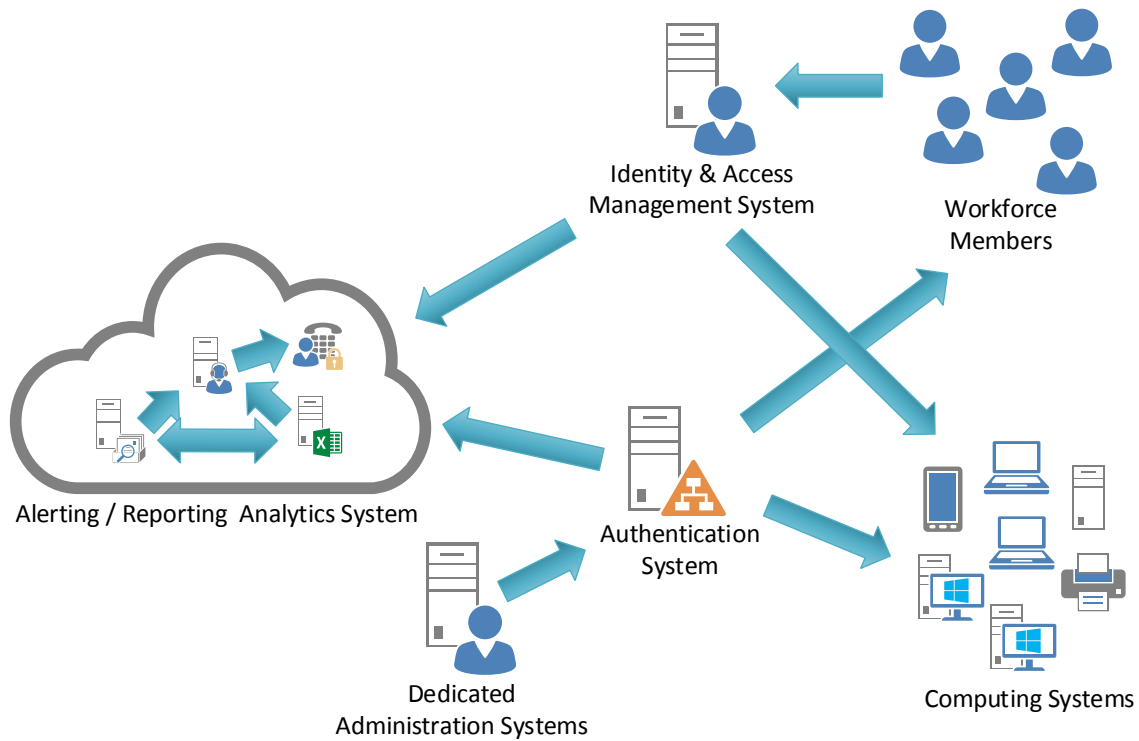 Identity & Access
Management System
Workforce
Members
Alerting / Reporting  Analytics System
Authentication
System
Dedicated
Administration Systems
Computing Systems